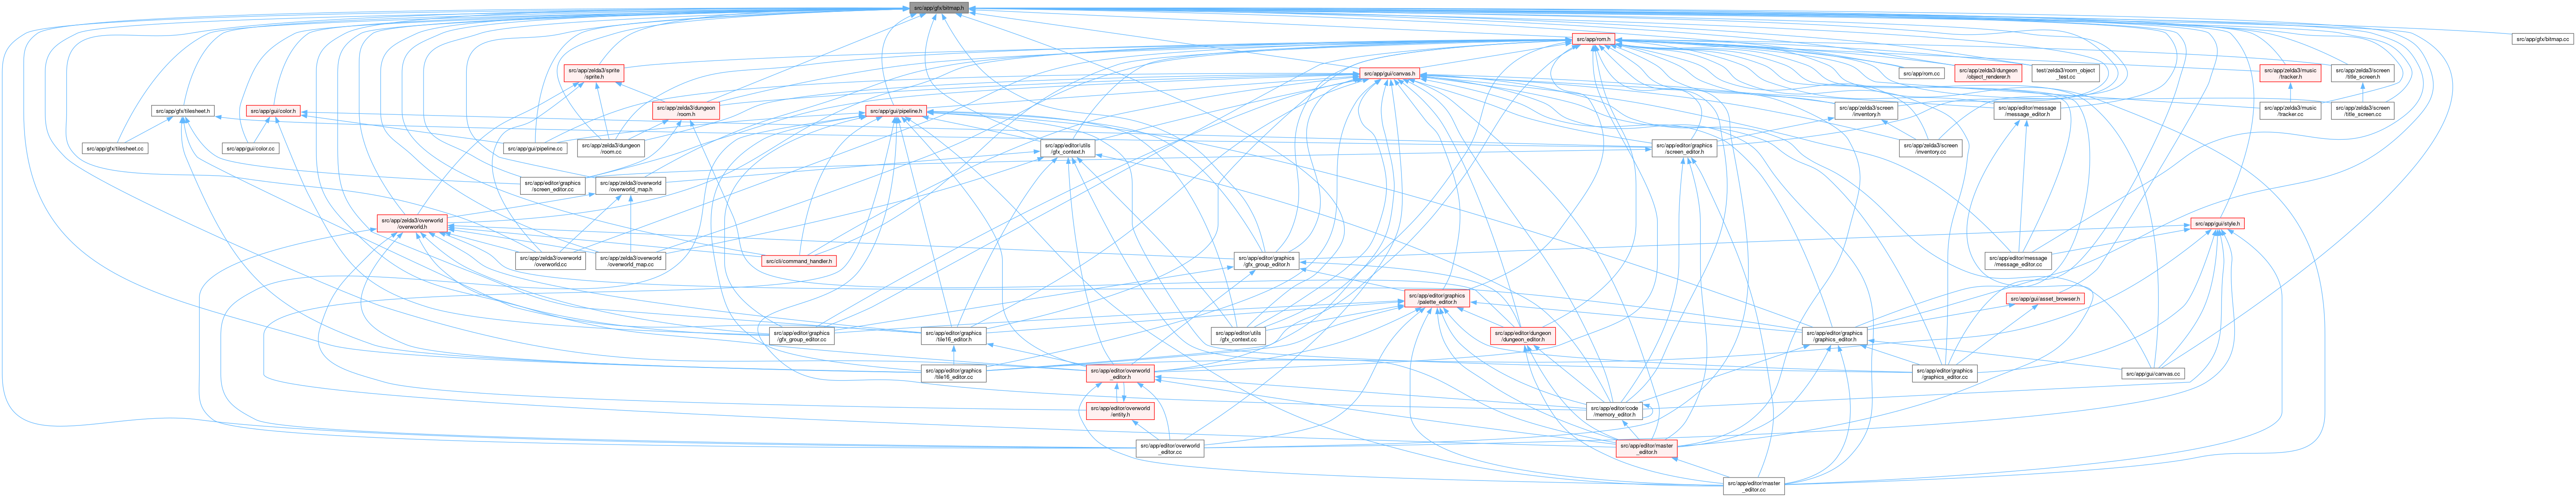 src/app/gfx/bitmap.h
src/app/rom.h
src/app/gfx/bitmap.cc
src/app/zelda3/sprite
/sprite.h
src/app/gui/canvas.h
src/app/rom.cc
src/app/zelda3/dungeon
/object_renderer.h
test/zelda3/room_object
_test.cc
src/app/zelda3/music
/tracker.h
src/app/zelda3/screen
/title_screen.h
src/app/gfx/tilesheet.h
src/app/gui/color.h
src/app/zelda3/dungeon
/room.h
src/app/gui/pipeline.h
src/app/zelda3/screen
/inventory.h
src/app/editor/message
/message_editor.h
src/app/zelda3/music
/tracker.cc
src/app/zelda3/screen
/title_screen.cc
src/app/gfx/tilesheet.cc
src/app/gui/color.cc
src/app/gui/pipeline.cc
src/app/zelda3/dungeon
/room.cc
src/app/editor/utils
/gfx_context.h
src/app/editor/graphics
/screen_editor.h
src/app/zelda3/screen
/inventory.cc
src/app/editor/graphics
/screen_editor.cc
src/app/zelda3/overworld
/overworld_map.h
src/app/zelda3/overworld
/overworld.h
src/app/gui/style.h
src/app/zelda3/overworld
/overworld.cc
src/app/zelda3/overworld
/overworld_map.cc
src/cli/command_handler.h
src/app/editor/graphics
/gfx_group_editor.h
src/app/editor/message
/message_editor.cc
src/app/editor/graphics
/palette_editor.h
src/app/gui/asset_browser.h
src/app/editor/graphics
/gfx_group_editor.cc
src/app/editor/graphics
/tile16_editor.h
src/app/editor/utils
/gfx_context.cc
src/app/editor/dungeon
/dungeon_editor.h
src/app/editor/graphics
/graphics_editor.h
src/app/editor/graphics
/tile16_editor.cc
src/app/editor/overworld
_editor.h
src/app/editor/graphics
/graphics_editor.cc
src/app/gui/canvas.cc
src/app/editor/overworld
/entity.h
src/app/editor/code
/memory_editor.h
src/app/editor/overworld
_editor.cc
src/app/editor/master
_editor.h
src/app/editor/master
_editor.cc